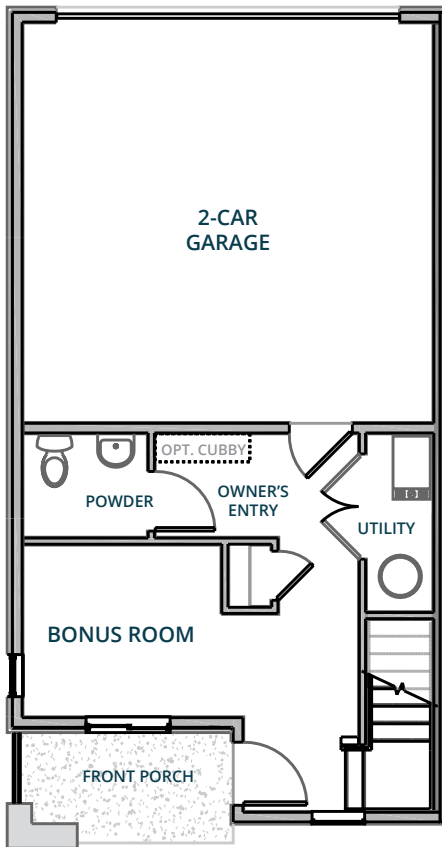 2-CAR
GARAGE
OPT. CUBBY
POWDER
OWNER'S
ENTRY
UTILITY
BONUS ROOM
FRONT PORCH